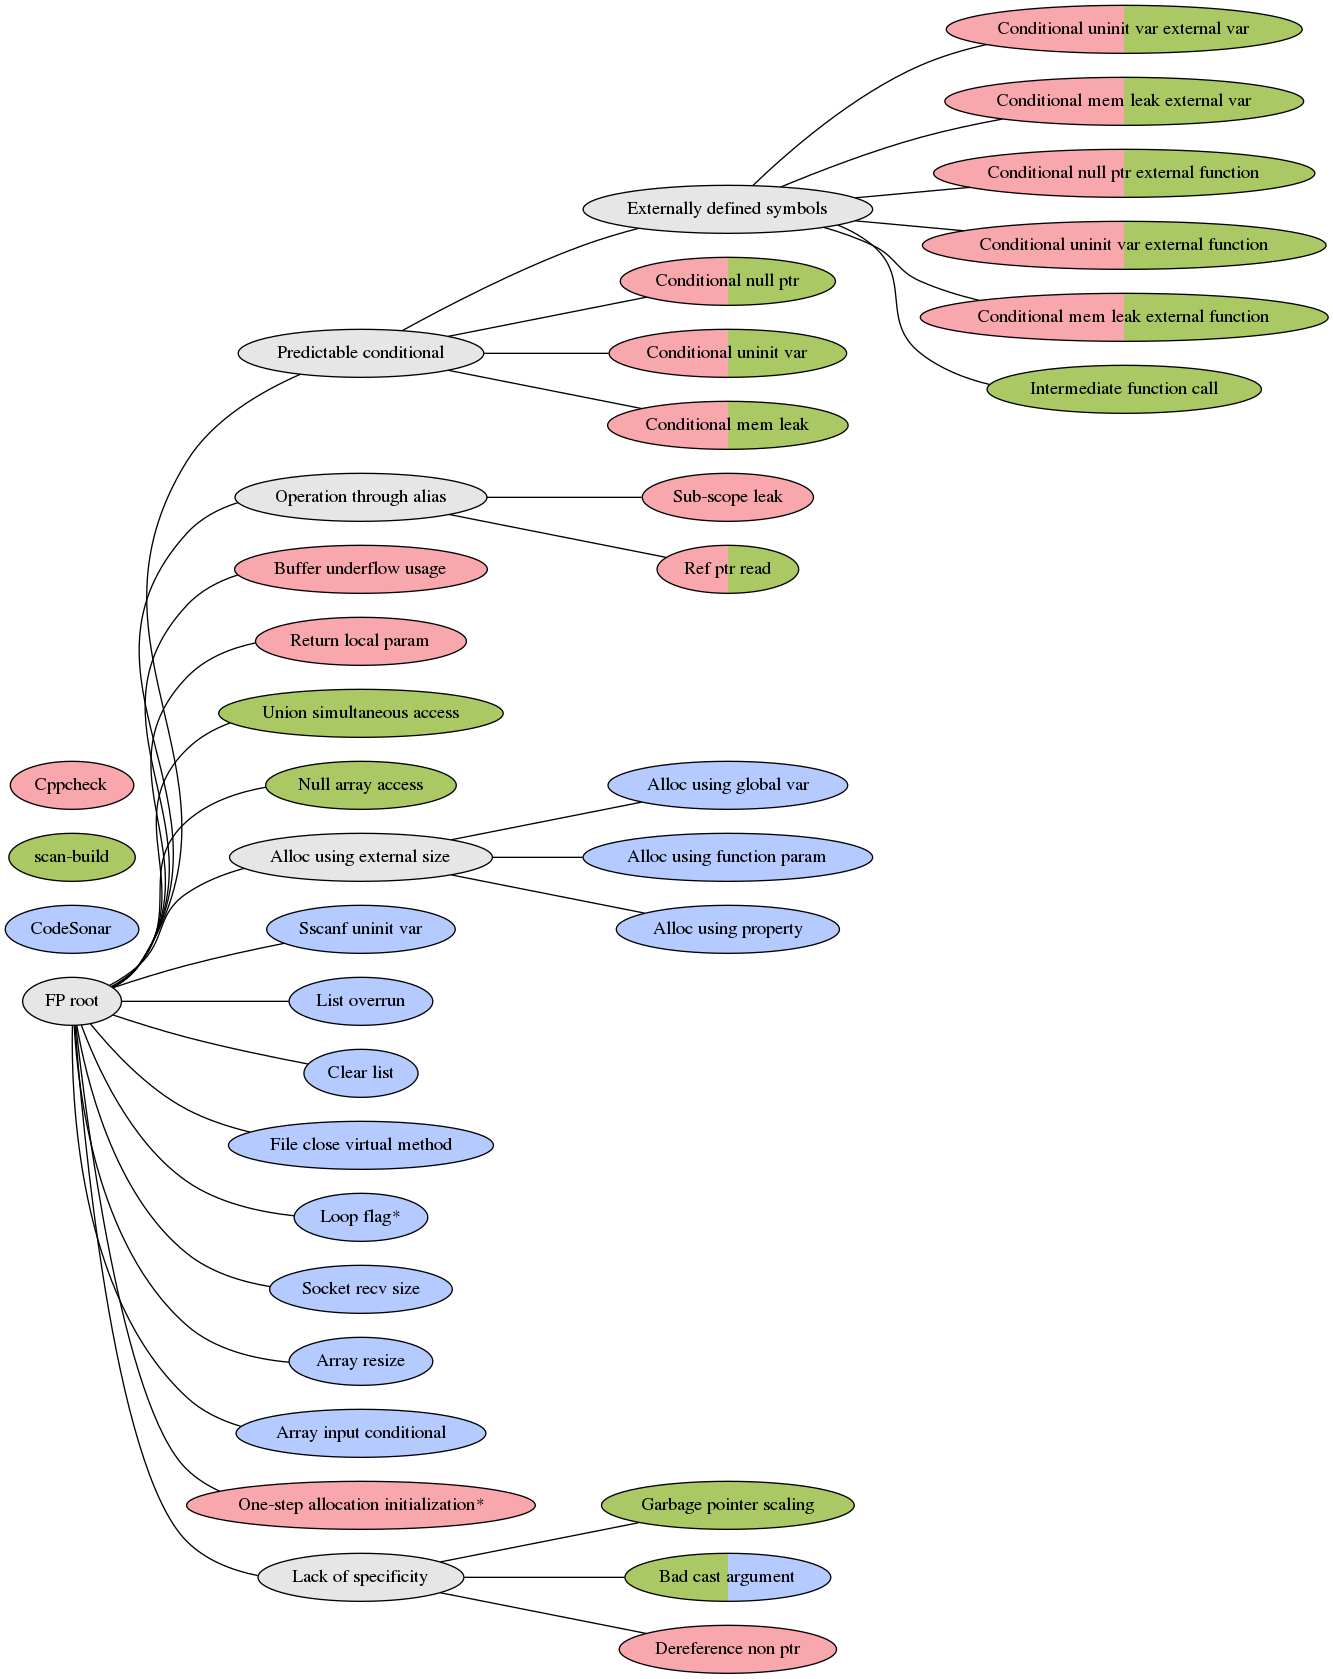 Conditional uninit var external var
Conditional mem leak external var
Conditional null ptr external function
Externally defined symbols
Conditional uninit var external function
Conditional null ptr
Conditional mem leak external function
Predictable conditional
Conditional uninit var
Intermediate function call
Conditional mem leak
Operation through alias
Sub-scope leak
Buffer underflow usage
Ref ptr read
Return local param
Union simultaneous access
Cppcheck
Null array access
Alloc using global var
scan-build
Alloc using external size
Alloc using function param
CodeSonar
Sscanf uninit var
Alloc using property
FP root
List overrun
Clear list
File close virtual method
Loop flag*
Socket recv size
Array resize
Array input conditional
One-step allocation initialization*
Garbage pointer scaling
Lack of specificity
Bad cast argument
Dereference non ptr